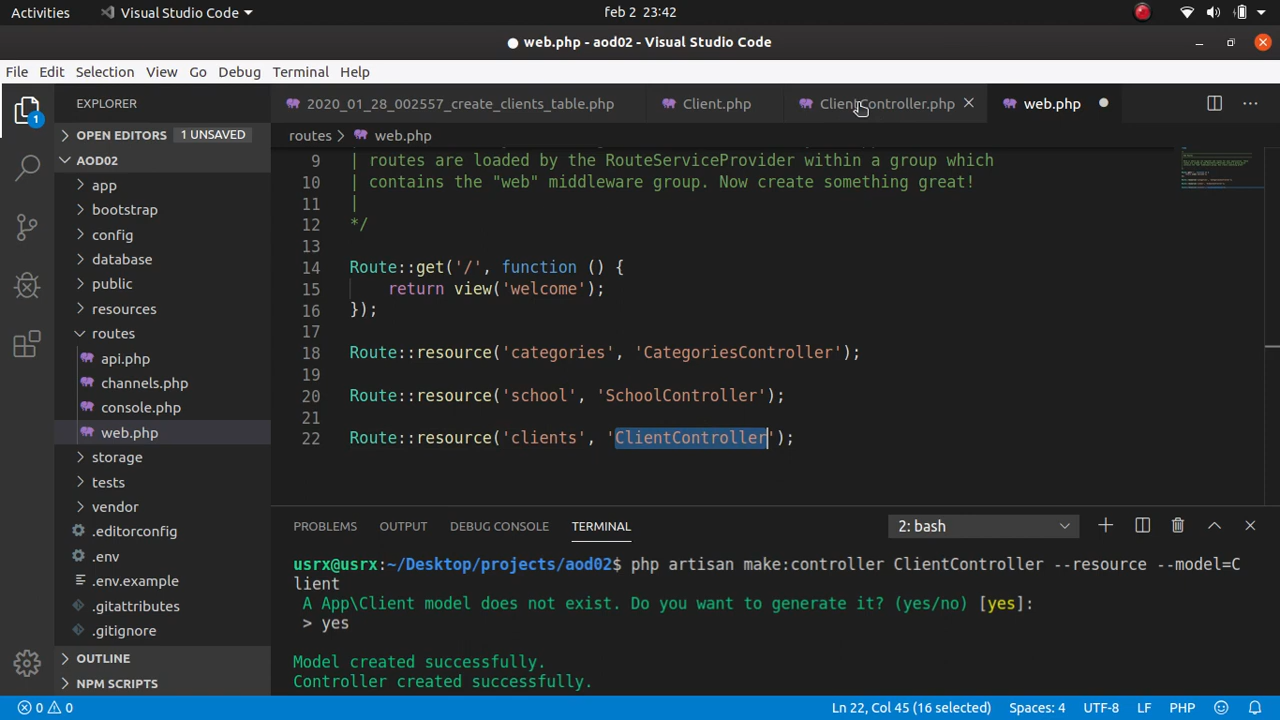 Activities
Visual Studio Code
feb 2 23:42
web.php - aod02 - Visual Studio Code
File Edit Selection View Go Debug Terminal Help
EXPLORER
2020_01_28_002557_create_clients_table.php
Client.php
ClientController.php
web.php
OPEN EDITORS 1 UNSAVED
AOD02
app
bootstrap
config
database
public
resources
routes
api.php
channels.php
console.php
web.php
storage
tests
vendor
.editorconfig
.env
.env.example
.gitattributes
.gitignore
OUTLINE
NPM SCRIPTS
1
routes > web.php
9 | routes are loaded by the RouteServiceProvider within a group which
10 | contains the "web" middleware group. Now create something great!
11 |
12 */
13
14 Route::get('/', function () {
15 return view('welcome');
16 });
17
18 Route::resource('categories', 'CategoriesController');
19
20 Route::resource('school', 'SchoolController');
21
22 Route::resource('clients', 'ClientController');
PROBLEMS OUTPUT DEBUG CONSOLE TERMINAL
2: bash
usrx@usrx:~/Desktop/projects/aod02$ php artisan make:controller ClientController --resource --model=C
lient
A App\Client model does not exist. Do you want to generate it? (yes/no) [yes]:
> yes
Model created successfully.
Controller created successfully.
0 0
Ln 22, Col 45 (16 selected) Spaces: 4 UTF-8 LF PHP